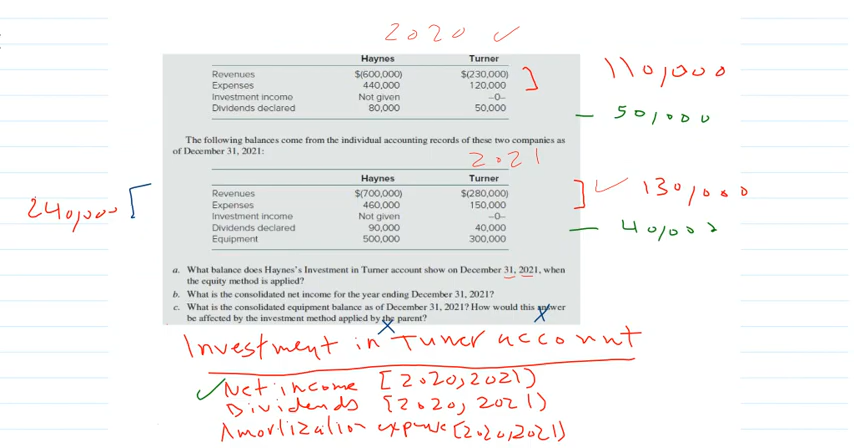 2020 ✓
Haynes Turner
Revenues $(600,000) $(230,000) ] 110,000
Expenses 440,000 120,000
Investment income Not given –0–
Dividends declared 80,000 50,000 — 50,000
The following balances come from the individual accounting records of these two companies as
of December 31, 2021:
2021
Haynes Turner
240,000 [ Revenues $(700,000) $(280,000) ] ✓ 130,000
Expenses 460,000 150,000
Investment income Not given –0–
Dividends declared 90,000 40,000 — 40,000
Equipment 500,000 300,000
a. What balance does Haynes's Investment in Turner account show on December 31, 2021, when
the equity method is applied?
b. What is the consolidated net income for the year ending December 31, 2021?
c. What is the consolidated equipment balance as of December 31, 2021? How would this answer
be affected by the investment method applied by the parent?
Investment in Tuner account
✓ Net income [2020,2021)
Dividends [2020, 2021)
Amortization expense [2020,2021)